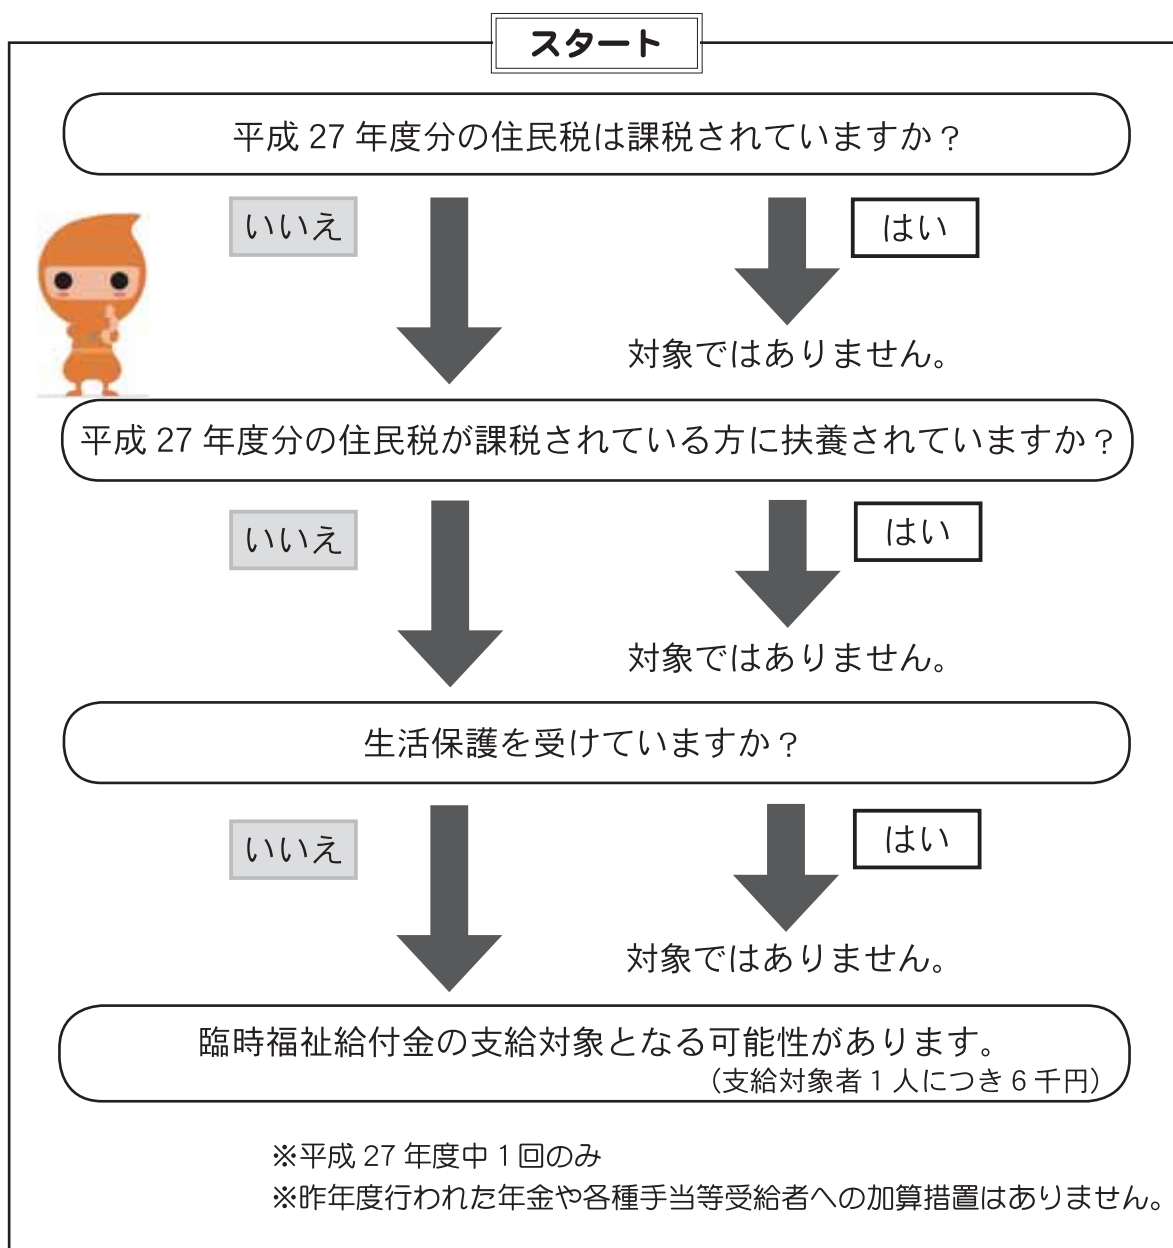 スタート
平成 27 年度分の住民税は課税されていますか？
いいえ
はい
対象ではありません。
平成 27 年度分の住民税が課税されている方に扶養されていますか？
いいえ
はい
対象ではありません。
生活保護を受けていますか？
いいえ
はい
対象ではありません。
臨時福祉給付金の支給対象となる可能性があります。
（支給対象者１人につき６千円）
※平成 27 年度中 1 回のみ
※昨年度行われた年金や各種手当等受給者への加算措置はありません。